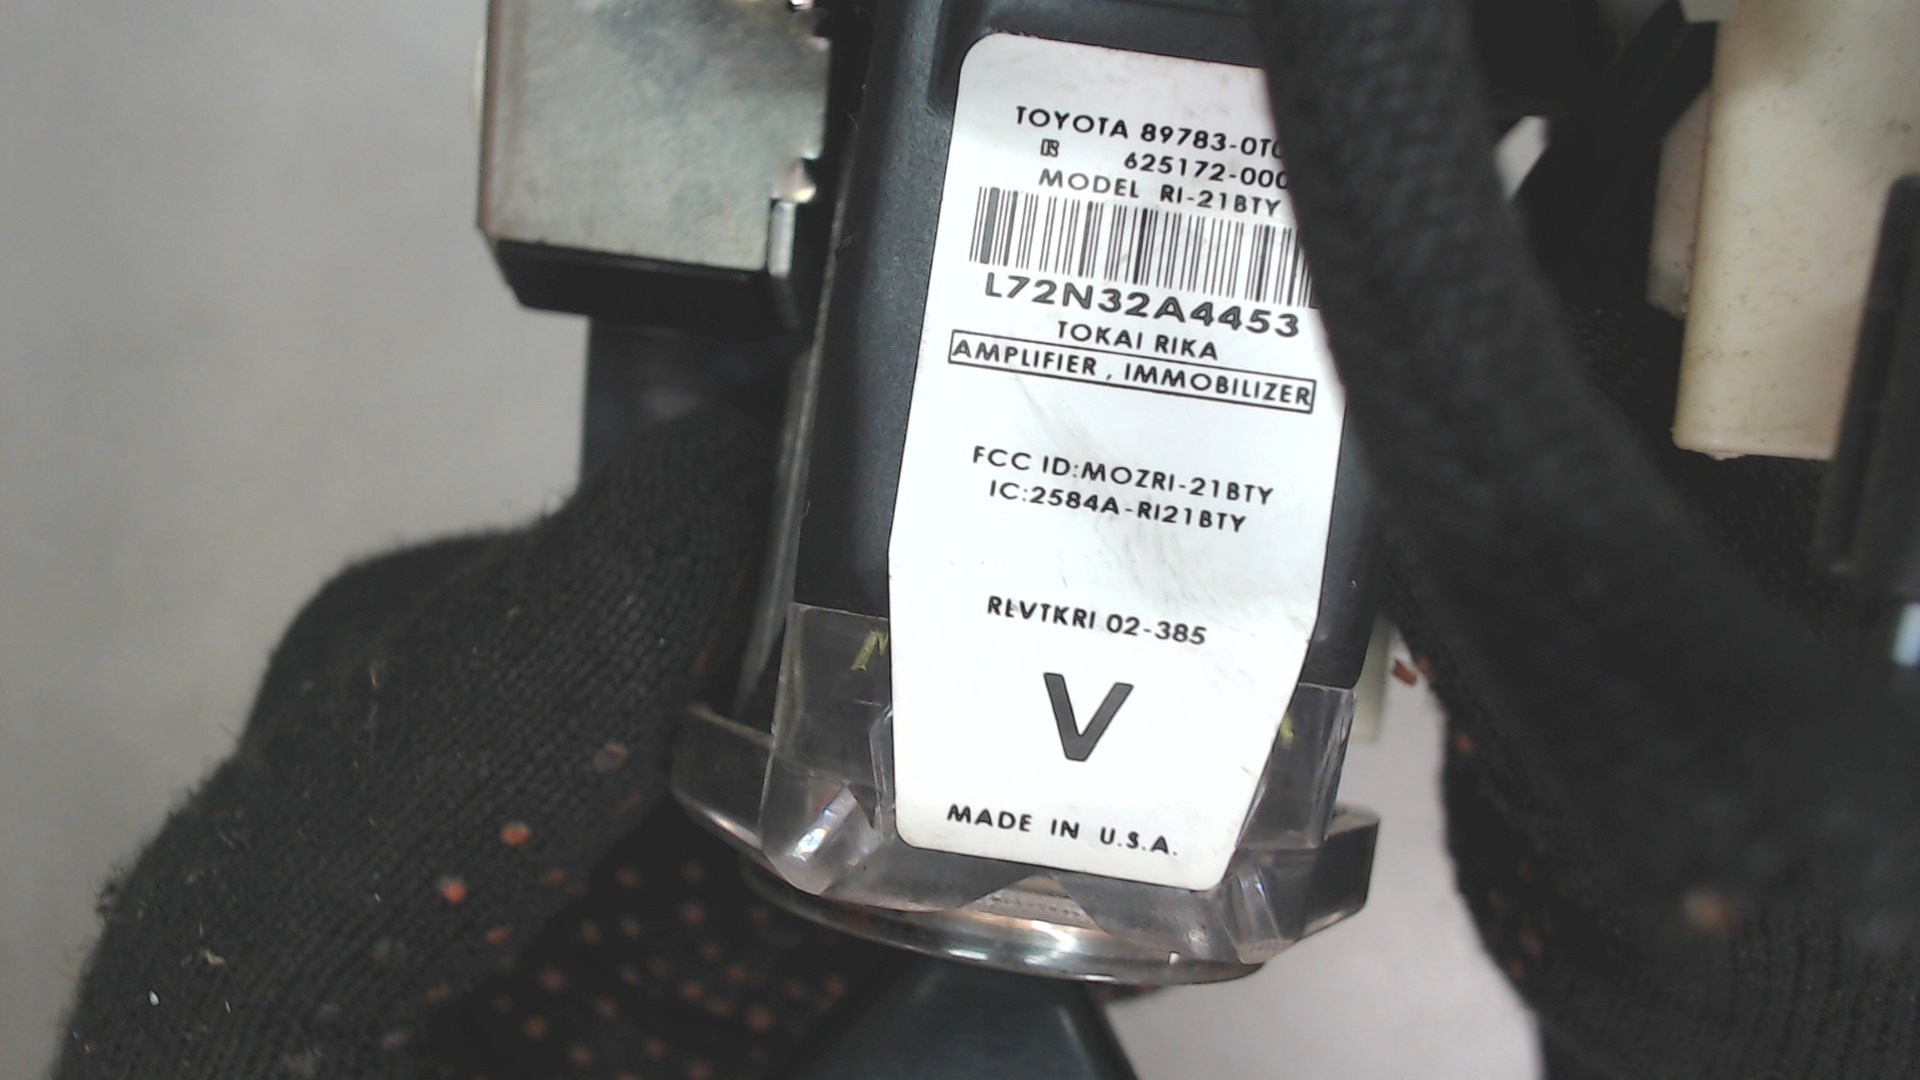 TOYOTA 89783-0T0
625172-000
MODEL RI-21BTY
L72N32A4453
TOKAI RIKA
AMPLIFIER , IMMOBILIZER
FCC ID:MOZRI-21BTY
IC:2584A-RI21BTY
RLVTKRI 02-385
V
MADE IN U.S.A.